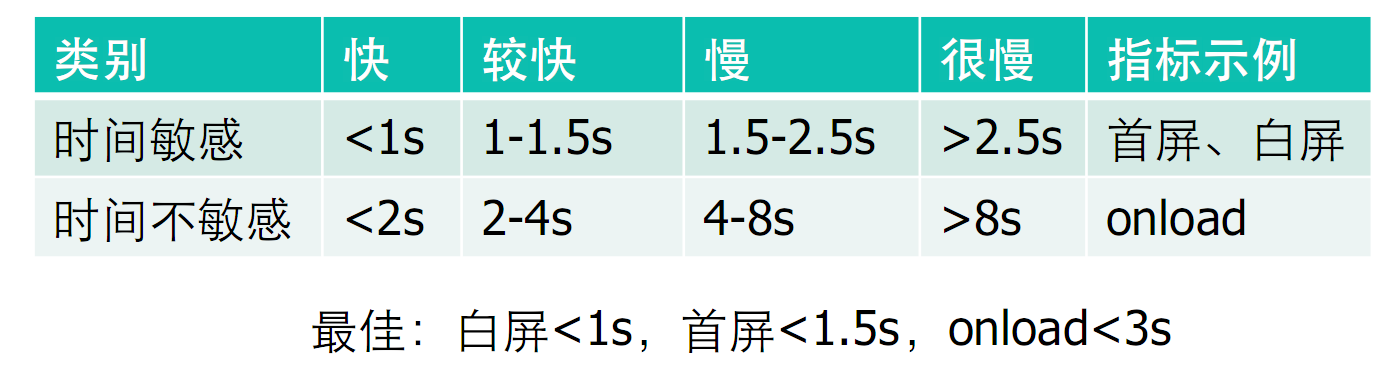 类别 快 较快 慢 很慢 指标示例
时间敏感 <1s 1-1.5s 1.5-2.5s >2.5s 首屏、白屏
时间不敏感 <2s 2-4s 4-8s >8s onload
最佳：白屏<1s，首屏<1.5s，onload<3s